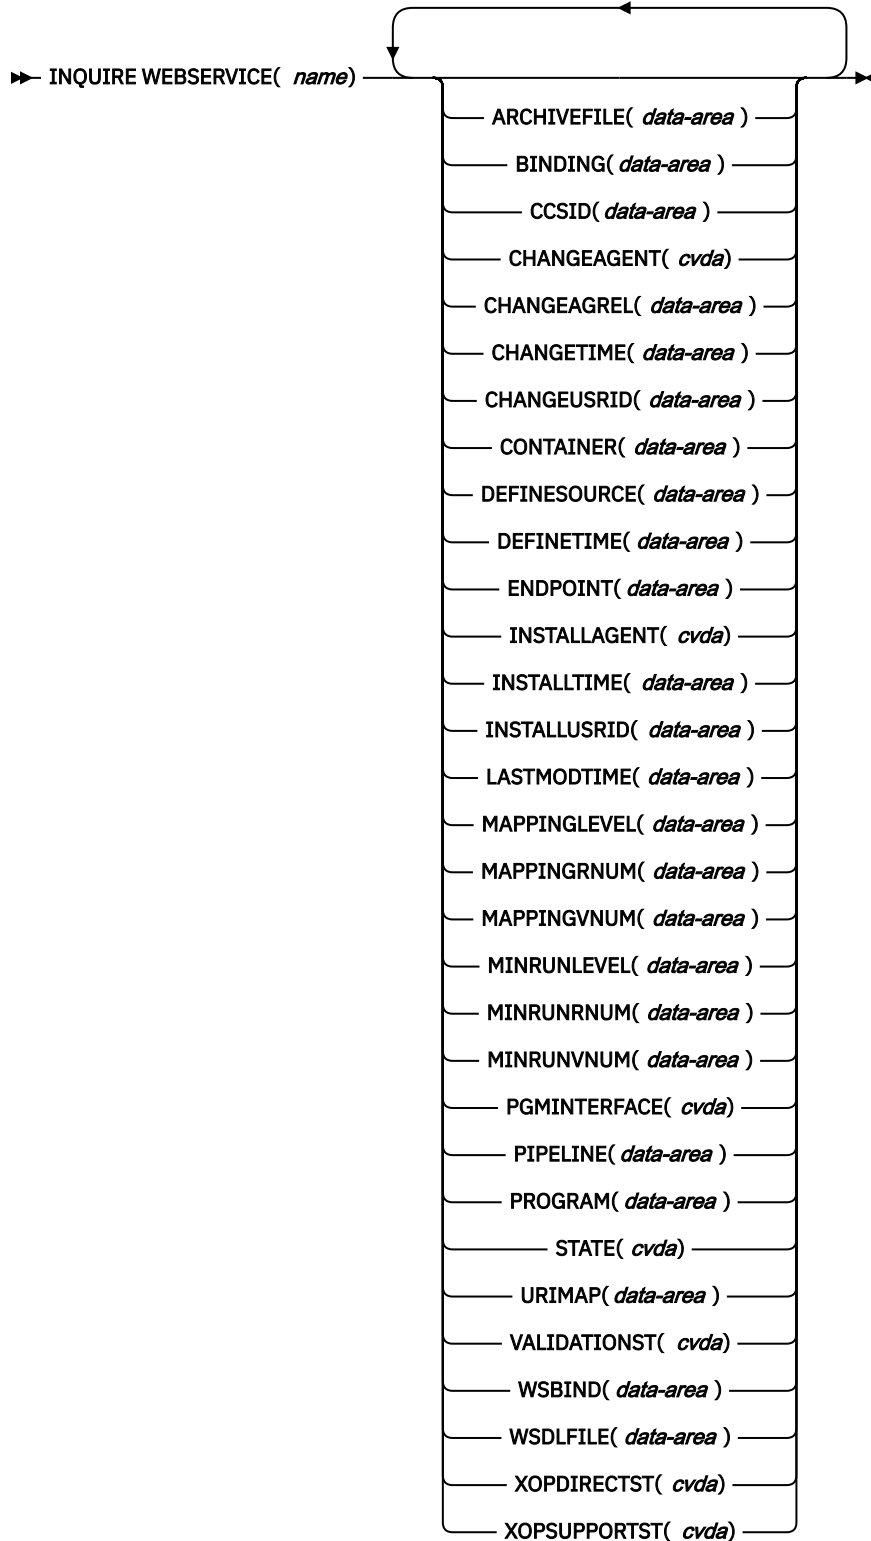 INQUIRE WEBSERVICE( name)
ARCHIVEFILE( data-area )
BINDING( data-area )
CCSID( data-area )
CHANGEAGENT( cvda)
CHANGEAGREL( data-area )
CHANGETIME( data-area )
CHANGEUSRID( data-area )
CONTAINER( data-area )
DEFINESOURCE( data-area )
DEFINETIME( data-area )
ENDPOINT( data-area )
INSTALLAGENT( cvda)
INSTALLTIME( data-area )
INSTALLUSRID( data-area )
LASTMODTIME( data-area )
MAPPINGLEVEL( data-area )
MAPPINGRNUM( data-area )
MAPPINGVNUM( data-area )
MINRUNLEVEL( data-area )
MINRUNRNUM( data-area )
MINRUNVNUM( data-area )
PGMINTERFACE( cvda)
PIPELINE( data-area )
PROGRAM( data-area )
STATE( cvda)
URIMAP( data-area )
VALIDATIONST( cvda)
WSBIND( data-area )
WSDLFILE( data-area )
XOPDIRECTST( cvda)
XOPSUPPORTST( cvda)